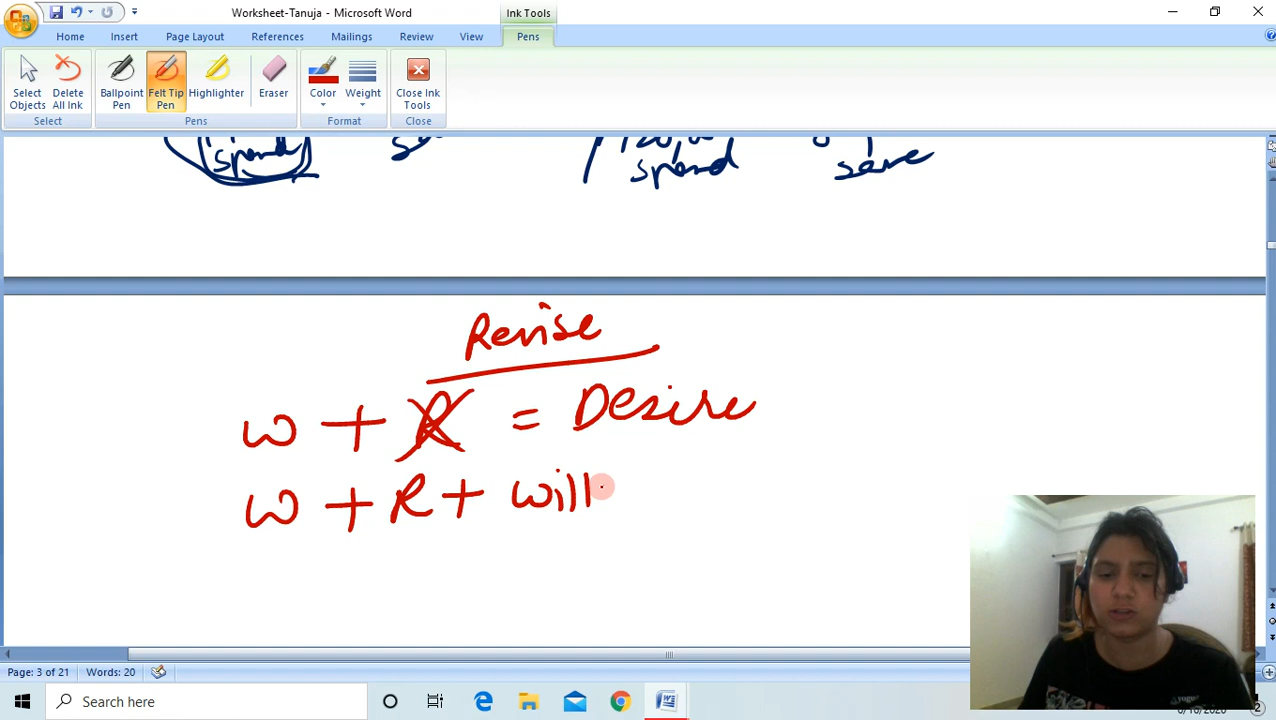 Worksheet-Tanuja - Microsoft Word
Ink Tools
Home Insert Page Layout References Mailings Review View Pens
Select Objects
Delete All Ink
Ballpoint Pen
Felt Tip Pen
Highlighter
Eraser
Color
Weight
Close Ink Tools
Select
Pens
Format
Close
spend
spend save
Revise
w + R = Desire
w + R + will
Page: 3 of 21 Words: 20
Search here